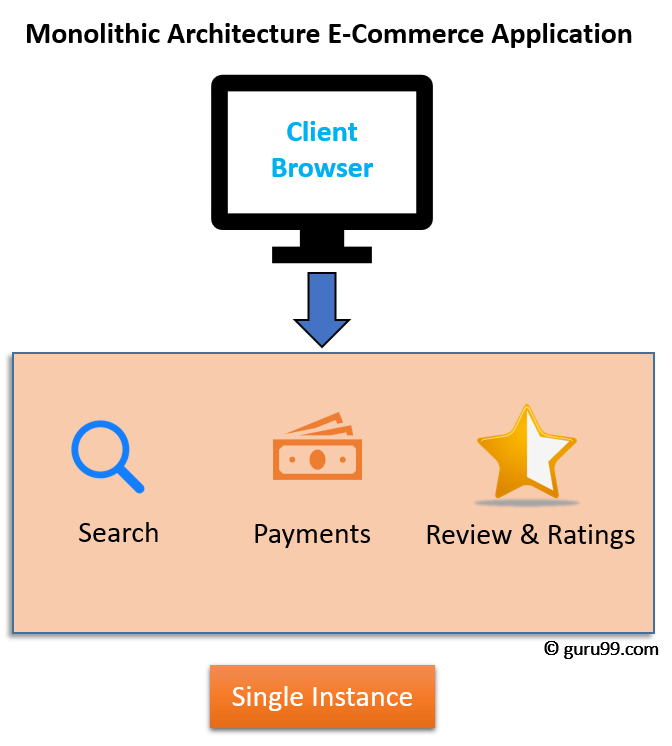 Monolithic Architecture E-Commerce Application
Client
Browser
Search
Payments
Review & Ratings
© guru99.com
Single Instance